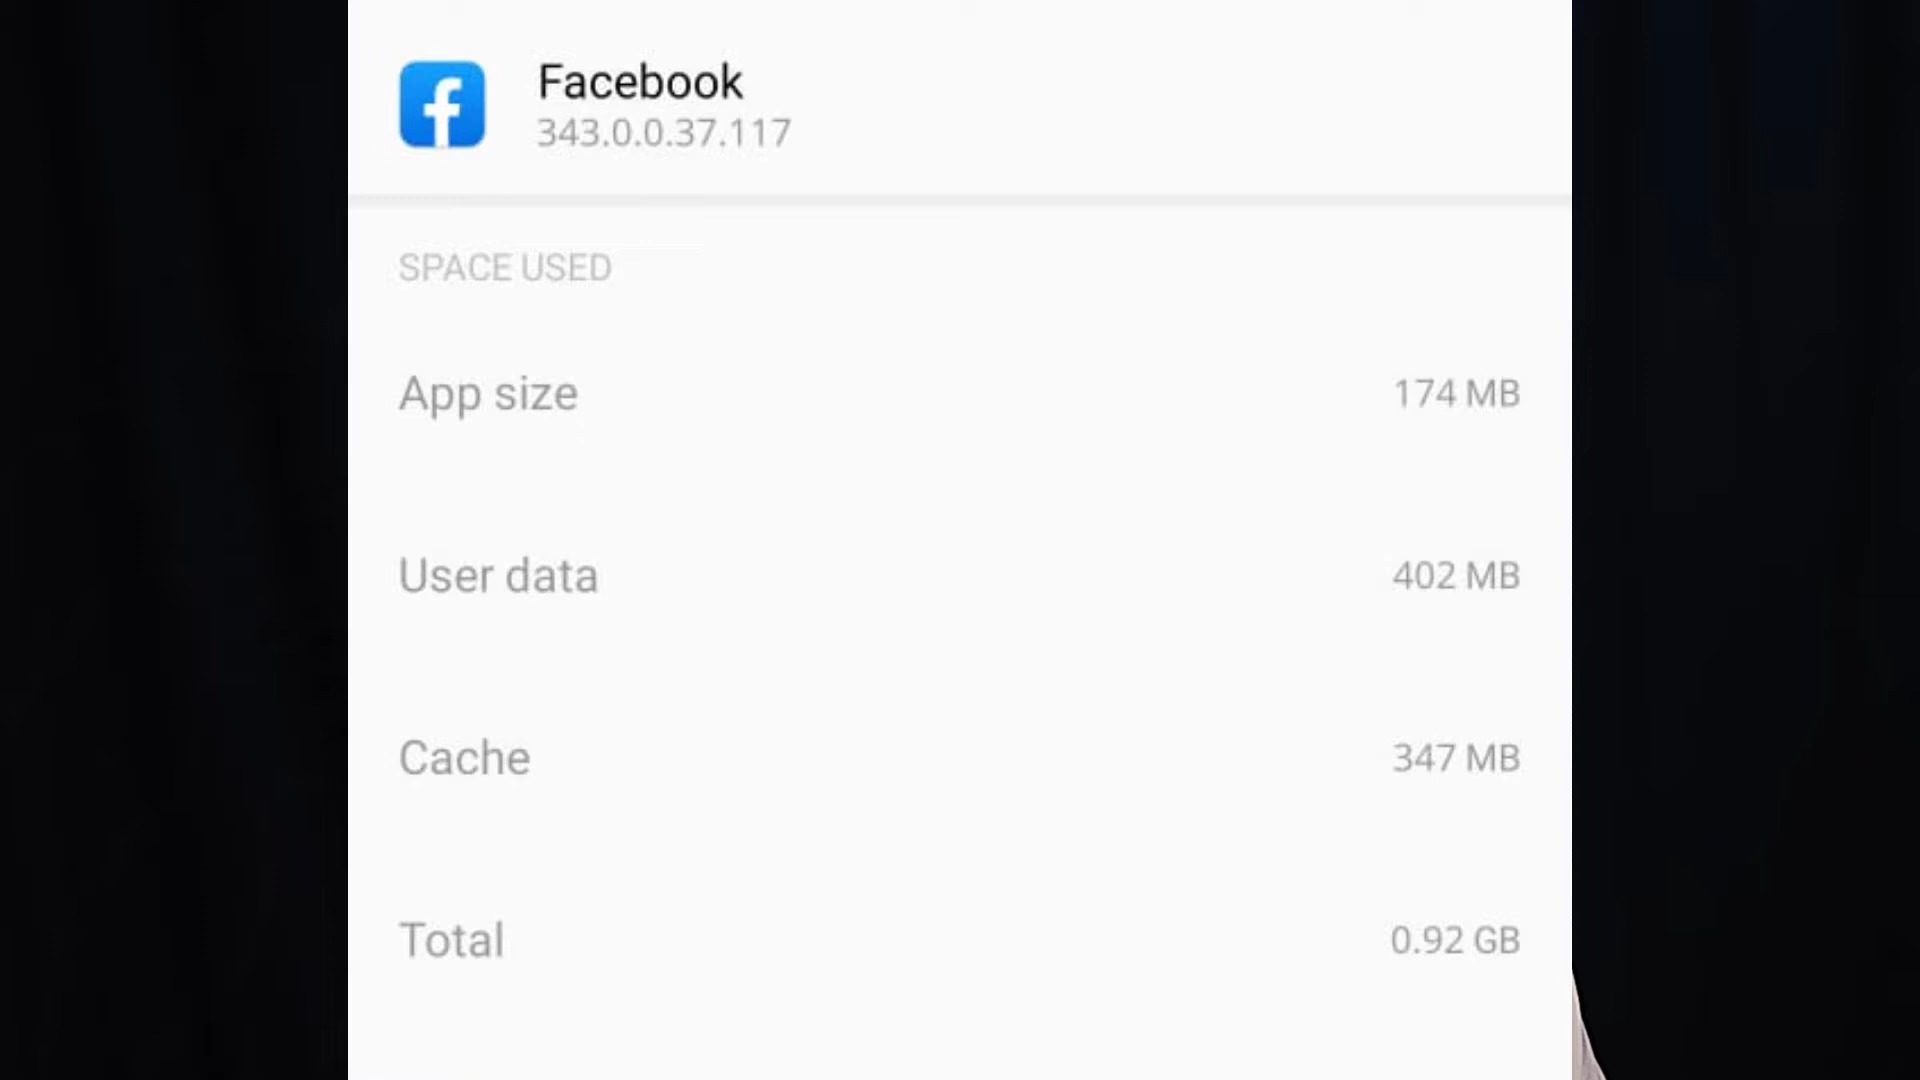 Facebook
343.0.0.37.117
SPACE USED
App size 174 MB
User data 402 MB
Cache 347 MB
Total 0.92 GB